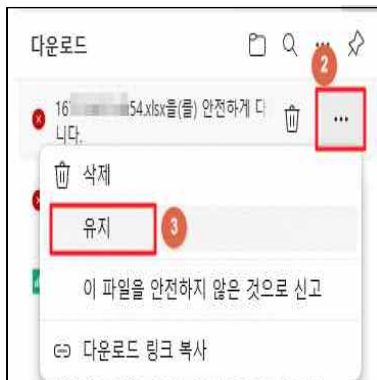 다운로드
2
16 54.xlsx을(를) 안전하게 다
니다.
삭제
유지
3
이 파일을 안전하지 않은 것으로 신고
다운로드 링크 복사